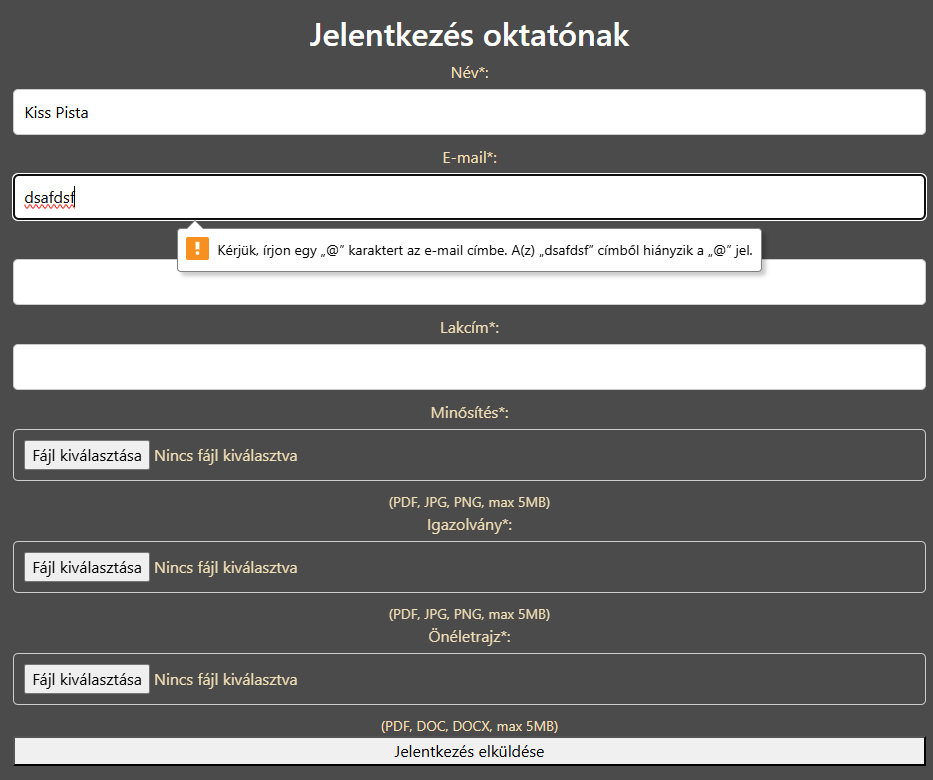 Jelentkezés oktatónak
Név*:
Kiss Pista
E-mail*:
dsafdsf
Kérjük, írjon egy „@” karaktert az e-mail címbe. A(z) „dsafdsf” címből hiányzik a „@” jel.
Lakcím*:
Minősítés*:
Fájl kiválasztása Nincs fájl kiválasztva
(PDF, JPG, PNG, max 5MB)
Igazolvány*:
Fájl kiválasztása Nincs fájl kiválasztva
(PDF, JPG, PNG, max 5MB)
Önéletrajz*:
Fájl kiválasztása Nincs fájl kiválasztva
(PDF, DOC, DOCX, max 5MB)
Jelentkezés elküldése